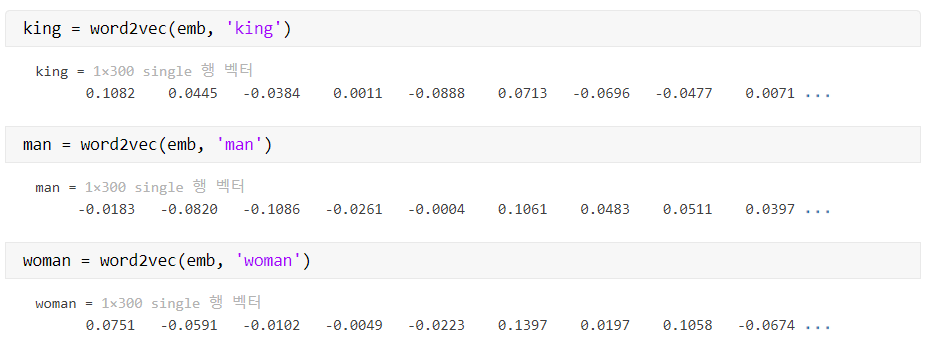 king = word2vec(emb, 'king')
king = 1×300 single 행 벡터
0.1082 0.0445 -0.0384 0.0011 -0.0888 0.0713 -0.0696 -0.0477 0.0071 ...
man = word2vec(emb, 'man')
man = 1×300 single 행 벡터
-0.0183 -0.0820 -0.1086 -0.0261 -0.0004 0.1061 0.0483 0.0511 0.0397 ...
woman = word2vec(emb, 'woman')
woman = 1×300 single 행 벡터
0.0751 -0.0591 -0.0102 -0.0049 -0.0223 0.1397 0.0197 0.1058 -0.0674 ...